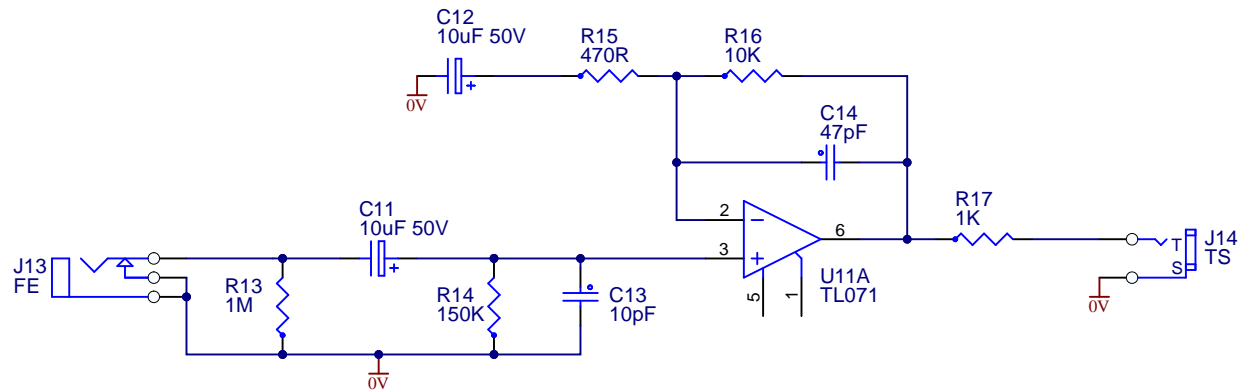 C12
10uF 50V
R15
470R
R16
10K
0V
+
C14
47pF
C11
10uF 50V
+
2
3
6
5
1
U11A
TL071
R17
1K
T
S
J14
TS
0V
J13
FE
R13
1M
R14
150K
C13
10pF
0V